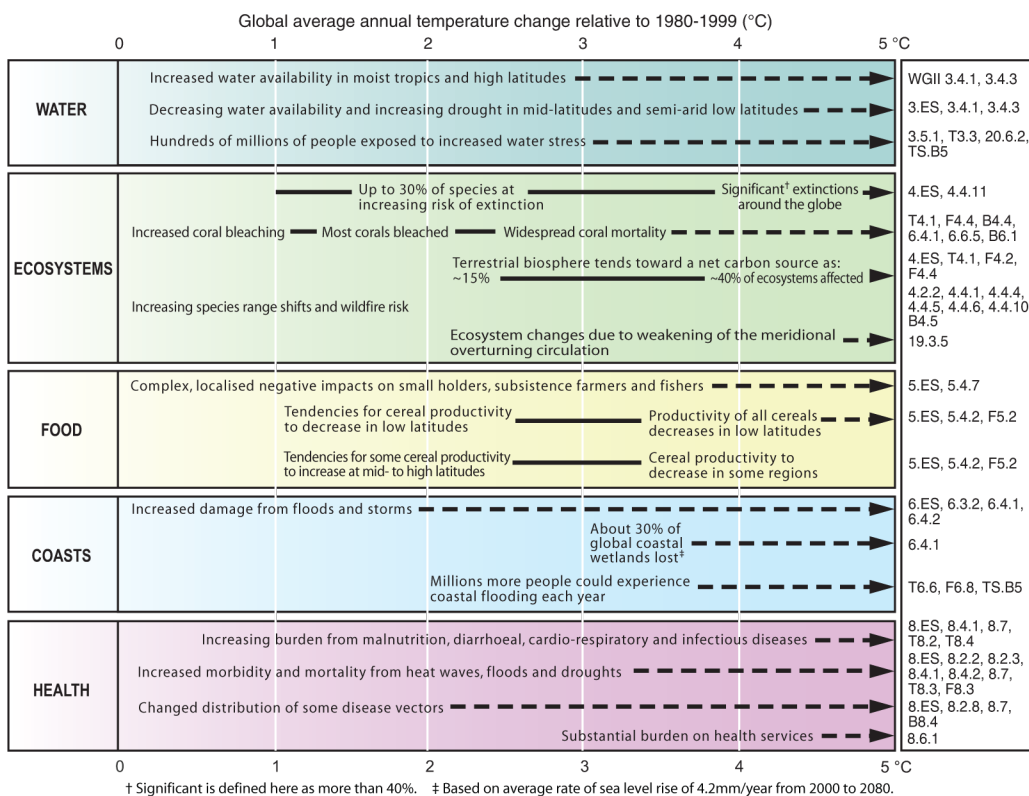 Global average annual temperature change relative to 1980-1999 (°C)
0 1 2 3 4 5 °C
WATER
Increased water availability in moist tropics and high latitudes
WGII 3.4.1, 3.4.3
Decreasing water availability and increasing drought in mid-latitudes and semi-arid low latitudes
3.ES, 3.4.1, 3.4.3
Hundreds of millions of people exposed to increased water stress
3.5.1, T3.3, 20.6.2,
TS.B5
ECOSYSTEMS
Up to 30% of species at
increasing risk of extinction
Significant† extinctions
around the globe
4.ES, 4.4.11
Increased coral bleaching Most corals bleached Widespread coral mortality
T4.1, F4.4, B4.4,
6.4.1, 6.6.5, B6.1
Terrestrial biosphere tends toward a net carbon source as:
~15% ~40% of ecosystems affected
4.ES, T4.1, F4.2,
F4.4
Increasing species range shifts and wildfire risk
4.2.2, 4.4.1, 4.4.4,
4.4.5, 4.4.6, 4.4.10,
B4.5
Ecosystem changes due to weakening of the meridional
overturning circulation
19.3.5
FOOD
Complex, localised negative impacts on small holders, subsistence farmers and fishers
5.ES, 5.4.7
Tendencies for cereal productivity
to decrease in low latitudes
Productivity of all cereals
decreases in low latitudes
5.ES, 5.4.2, F5.2
Tendencies for some cereal productivity
to increase at mid- to high latitudes
Cereal productivity to
decrease in some regions
5.ES, 5.4.2, F5.2
COASTS
Increased damage from floods and storms
6.ES, 6.3.2, 6.4.1,
6.4.2
About 30% of
global coastal
wetlands lost‡
6.4.1
Millions more people could experience
coastal flooding each year
T6.6, F6.8, TS.B5
HEALTH
Increasing burden from malnutrition, diarrhoeal, cardio-respiratory and infectious diseases
8.ES, 8.4.1, 8.7,
T8.2, T8.4
Increased morbidity and mortality from heat waves, floods and droughts
8.ES, 8.2.2, 8.2.3,
8.4.1, 8.4.2, 8.7,
T8.3, F8.3
Changed distribution of some disease vectors
8.ES, 8.2.8, 8.7,
B8.4
Substantial burden on health services
8.6.1
0 1 2 3 4 5 °C
† Significant is defined here as more than 40%. ‡ Based on average rate of sea level rise of 4.2mm/year from 2000 to 2080.